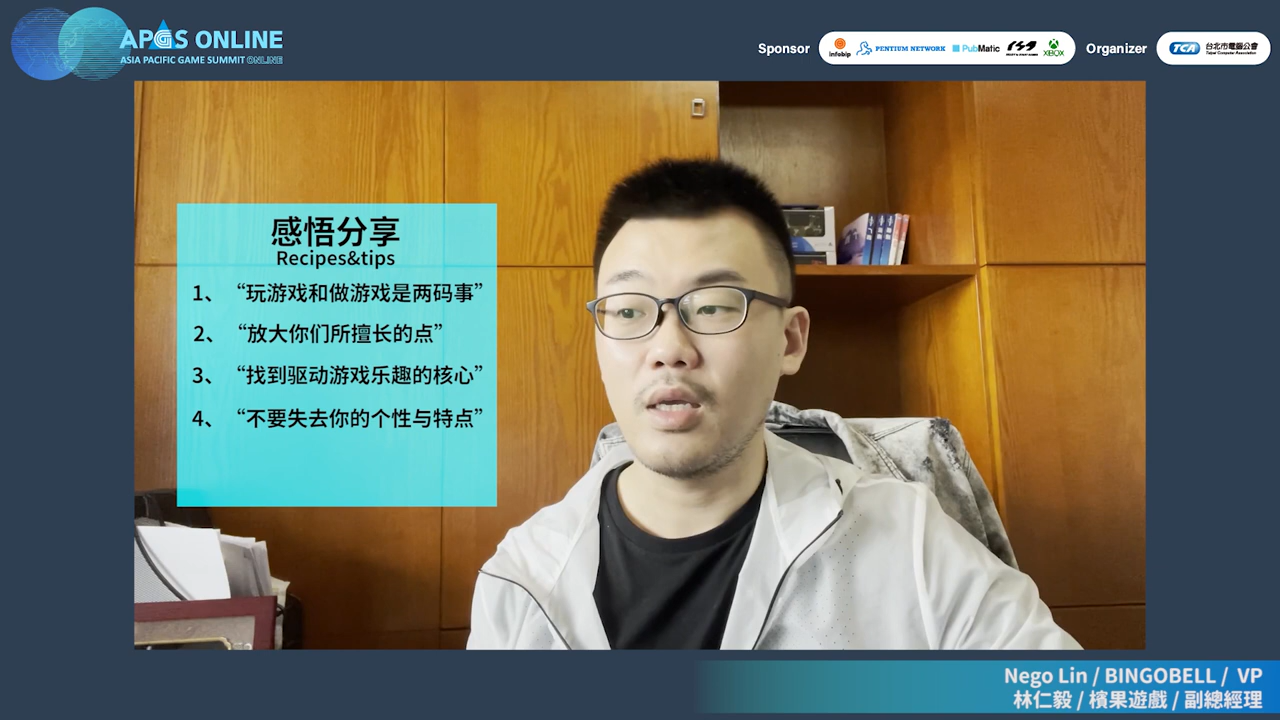 APGS ONLINE
ASIA PACIFIC GAME SUMMIT ONLINE
Sponsor
infobip
PENTIUM NETWORK
PubMatic
XBOX
Organizer
TCA 台北市電腦公會
Taipei Computer Association
感悟分享
Recipes&tips
1、“玩游戏和做游戏是两码事”
2、“放大你们所擅长的点”
3、“找到驱动游戏乐趣的核心”
4、“不要失去你的个性与特点”
Nego Lin / BINGOBELL / VP
林仁毅 / 檳果遊戲 / 副總經理